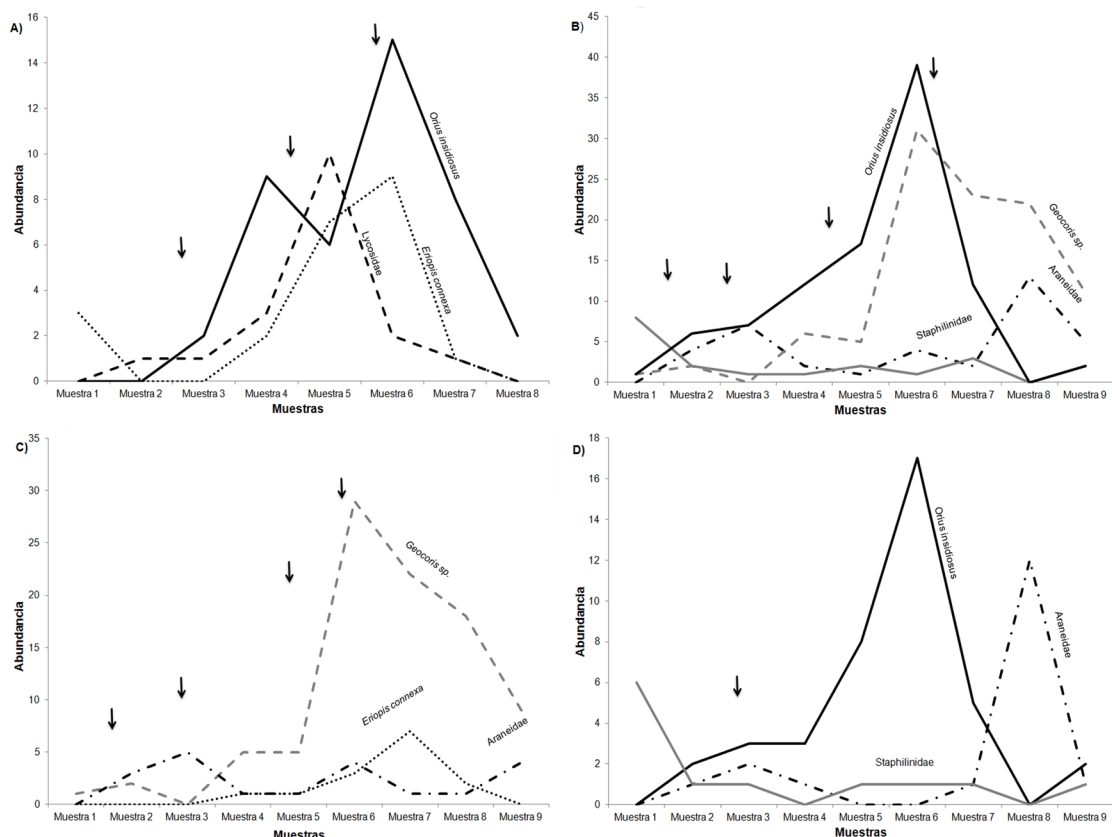 A)
16
14
12
10
8
6
4
2
0
Abundancia
Orius insidiosus
Lycosidae
Eriopis connexa
Muestra 1 Muestra 2 Muestra 3 Muestra 4 Muestra 5 Muestra 6 Muestra 7 Muestra 8
Muestras
B)
45
40
35
30
25
20
15
10
5
0
Abundancia
Orius insidiosus
Geocoris sp.
Araneidae
Staphilinidae
Muestra 1 Muestra 2 Muestra 3 Muestra 4 Muestra 5 Muestra 6 Muestra 7 Muestra 8 Muestra 9
Muestras
C)
35
30
25
20
15
10
5
0
Abundancia
Geocoris sp.
Eriopis connexa
Araneidae
Muestra 1 Muestra 2 Muestra 3 Muestra 4 Muestra 5 Muestra 6 Muestra 7 Muestra 8 Muestra 9
Muestras
D)
18
16
14
12
10
8
6
4
2
0
Abundancia
Orius insidiosus
Araneidae
Staphilinidae
Muestra 1 Muestra 2 Muestra 3 Muestra 4 Muestra 5 Muestra 6 Muestra 7 Muestra 8 Muestra 9
Muestras